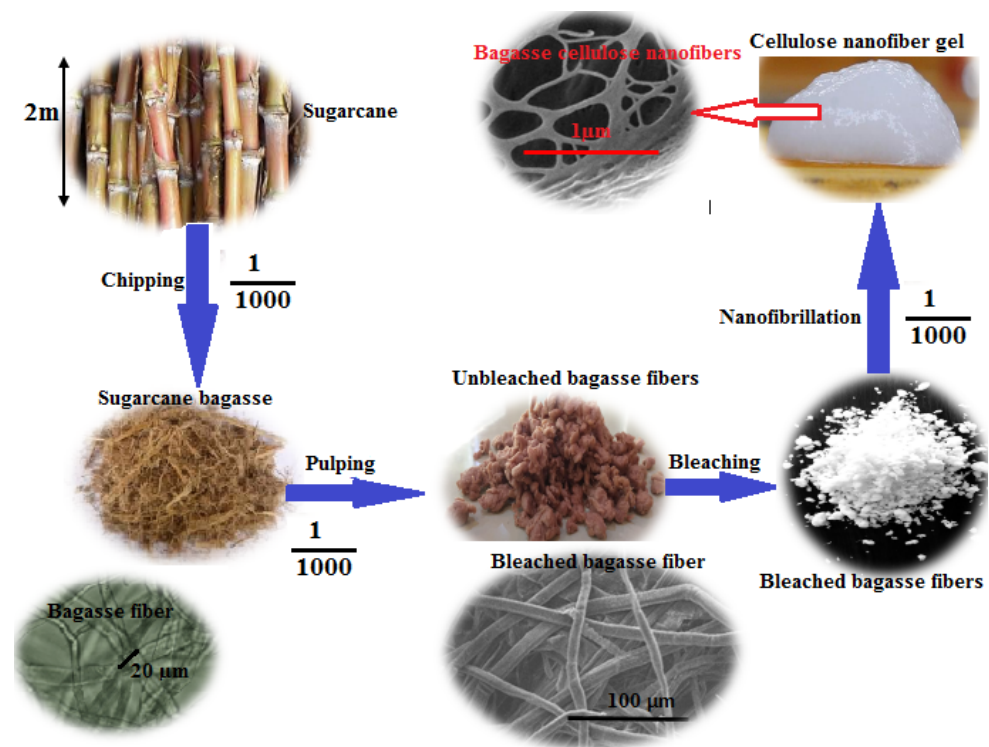 2m
Sugarcane
Chipping
1
1000
Sugarcane bagasse
Pulping
1
1000
Bagasse fiber
20 µm
Unbleached bagasse fibers
Bleaching
Bleached bagasse fiber
100 µm
Bleached bagasse fibers
Nanofibrillation
1
1000
Cellulose nanofiber gel
Bagasse cellulose nanofibers
1µm